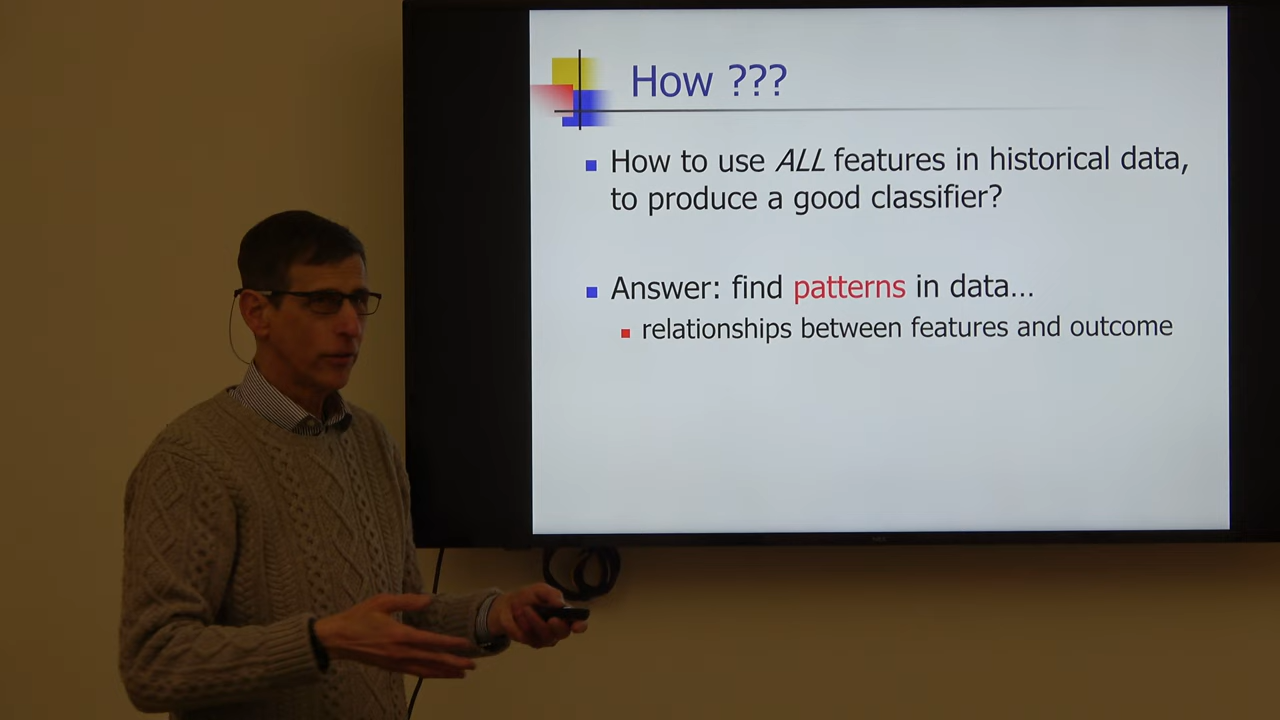 How ???
How to use ALL features in historical data,
to produce a good classifier?
Answer: find patterns in data...
relationships between features and outcome